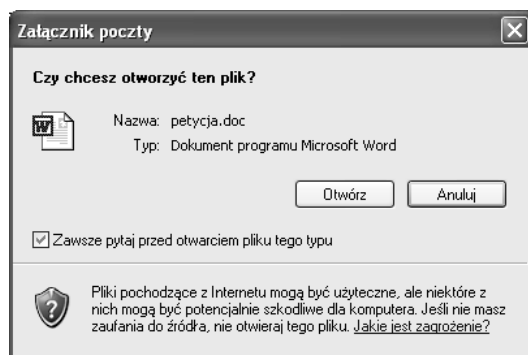 Załącznik poczty
Czy chcesz otworzyć ten plik?
Nazwa: petycja.doc
Typ: Dokument programu Microsoft Word
Otwórz Anuluj
Zawsze pytaj przed otwarciem pliku tego typu
Pliki pochodzące z Internetu mogą być użyteczne, ale niektóre z
nich mogą być potencjalnie szkodliwe dla komputera. Jeśli nie masz
zaufania do źródła, nie otwieraj tego pliku. Jakie jest zagrożenie?